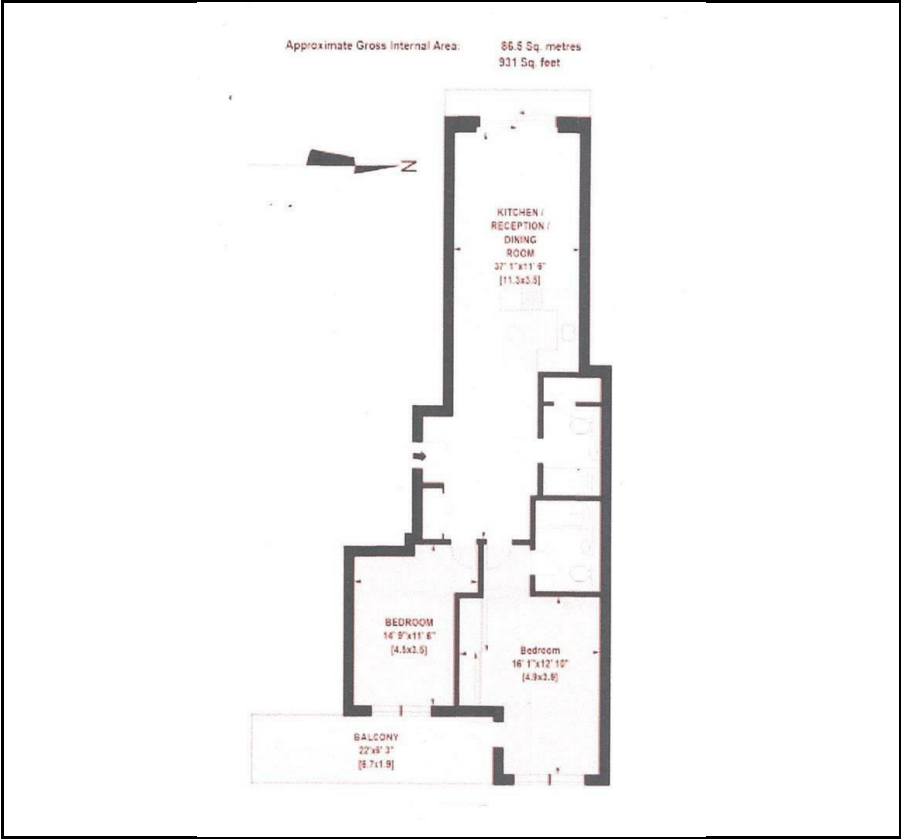 Approximate Gross Internal Area: 86.5 Sq. metres
931 Sq. feet
N
KITCHEN /
RECEPTION /
DINING
ROOM
37' 1"x11' 6"
[11.3x3.5]
BEDROOM
14' 9"x11' 6"
[4.5x3.5]
Bedroom
16' 1"x12' 10"
[4.9x3.9]
BALCONY
22'x6' 3"
[6.7x1.9]